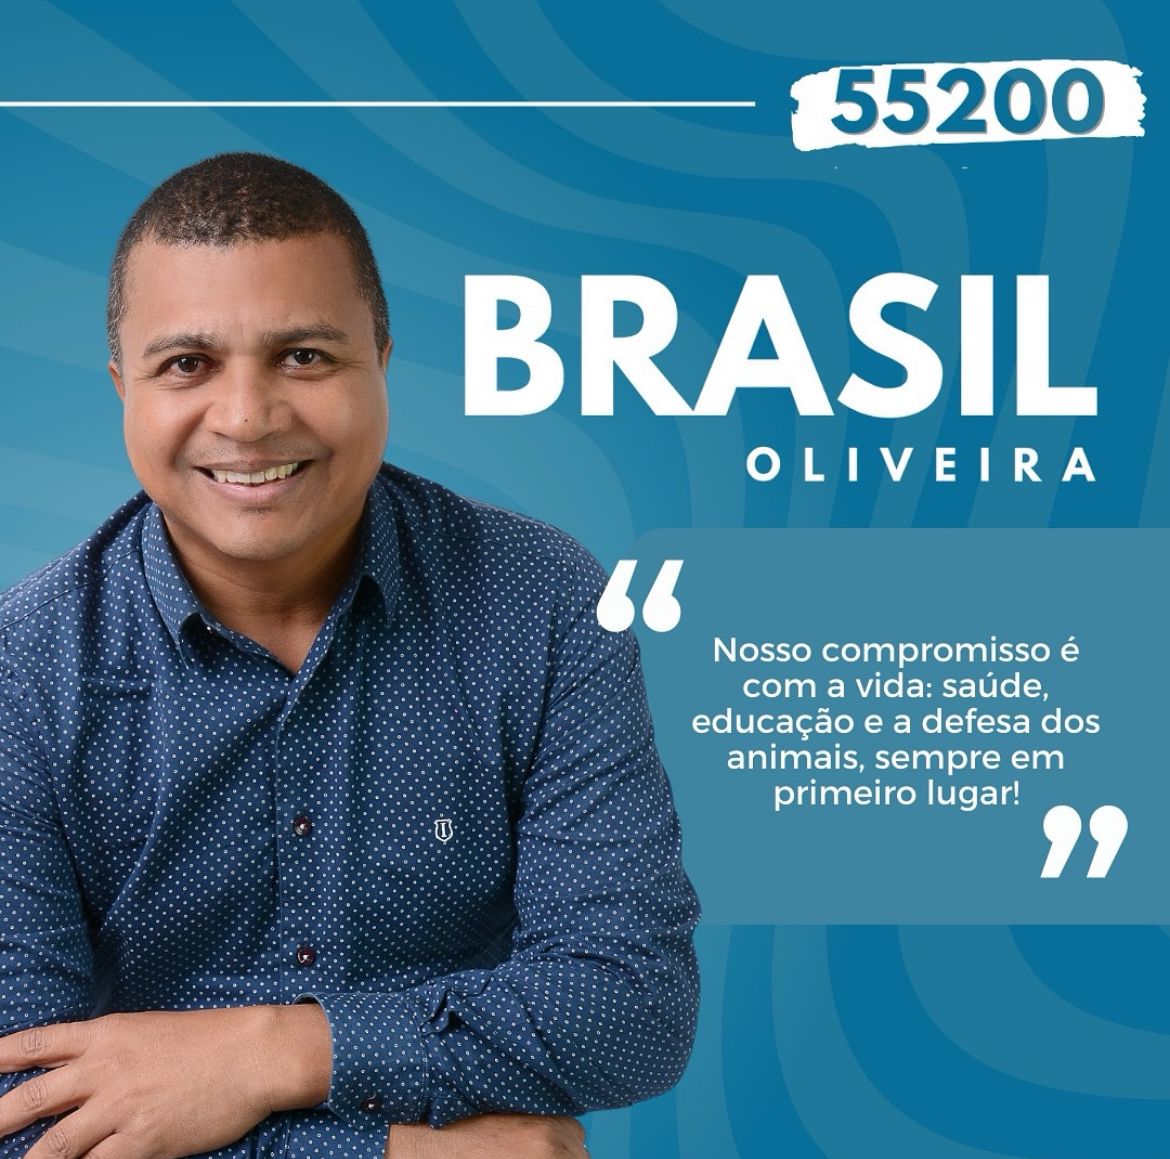 55200
BRASIL
OLIVEIRA
“
Nosso compromisso é
com a vida: saúde,
educação e a defesa dos
animais, sempre em
primeiro lugar!
”
I